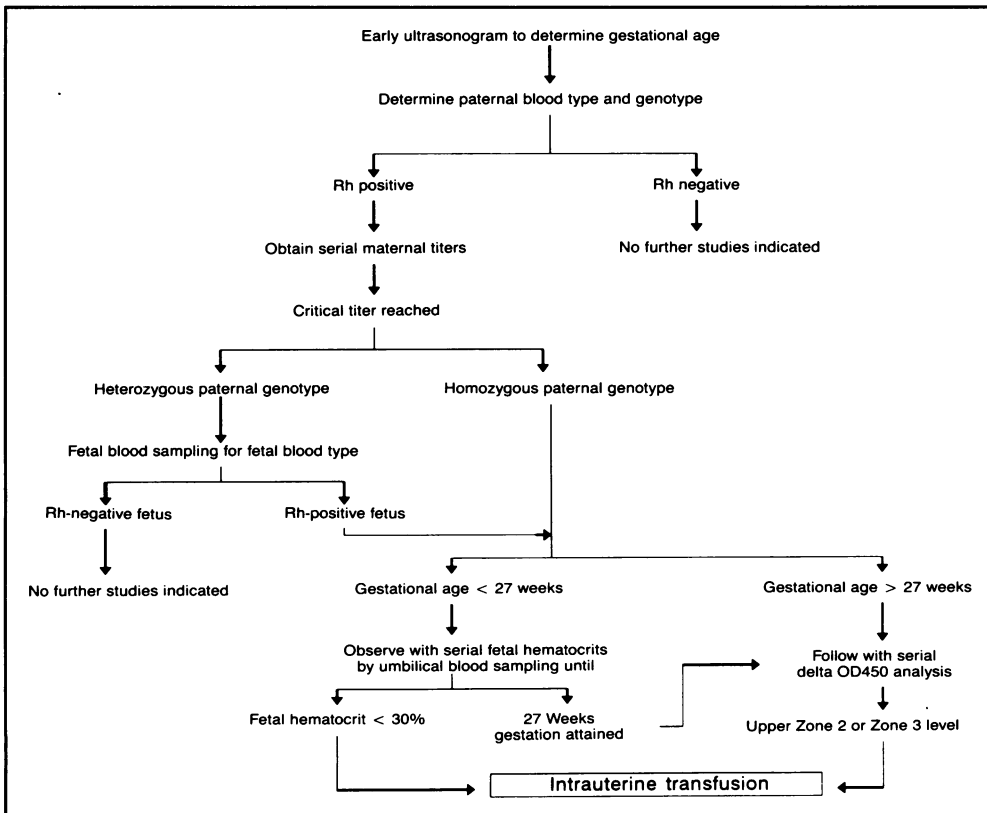 Early ultrasonogram to determine gestational age
Determine paternal blood type and genotype
Rh positive
Rh negative
Obtain serial maternal titers
No further studies indicated
Critical titer reached
Heterozygous paternal genotype
Homozygous paternal genotype
Fetal blood sampling for fetal blood type
Rh-negative fetus
Rh-positive fetus
No further studies indicated
Gestational age < 27 weeks
Gestational age > 27 weeks
Observe with serial fetal hematocrits
by umbilical blood sampling until
Follow with serial
delta OD450 analysis
Fetal hematocrit < 30%
27 Weeks
gestation attained
Upper Zone 2 or Zone 3 level
Intrauterine transfusion